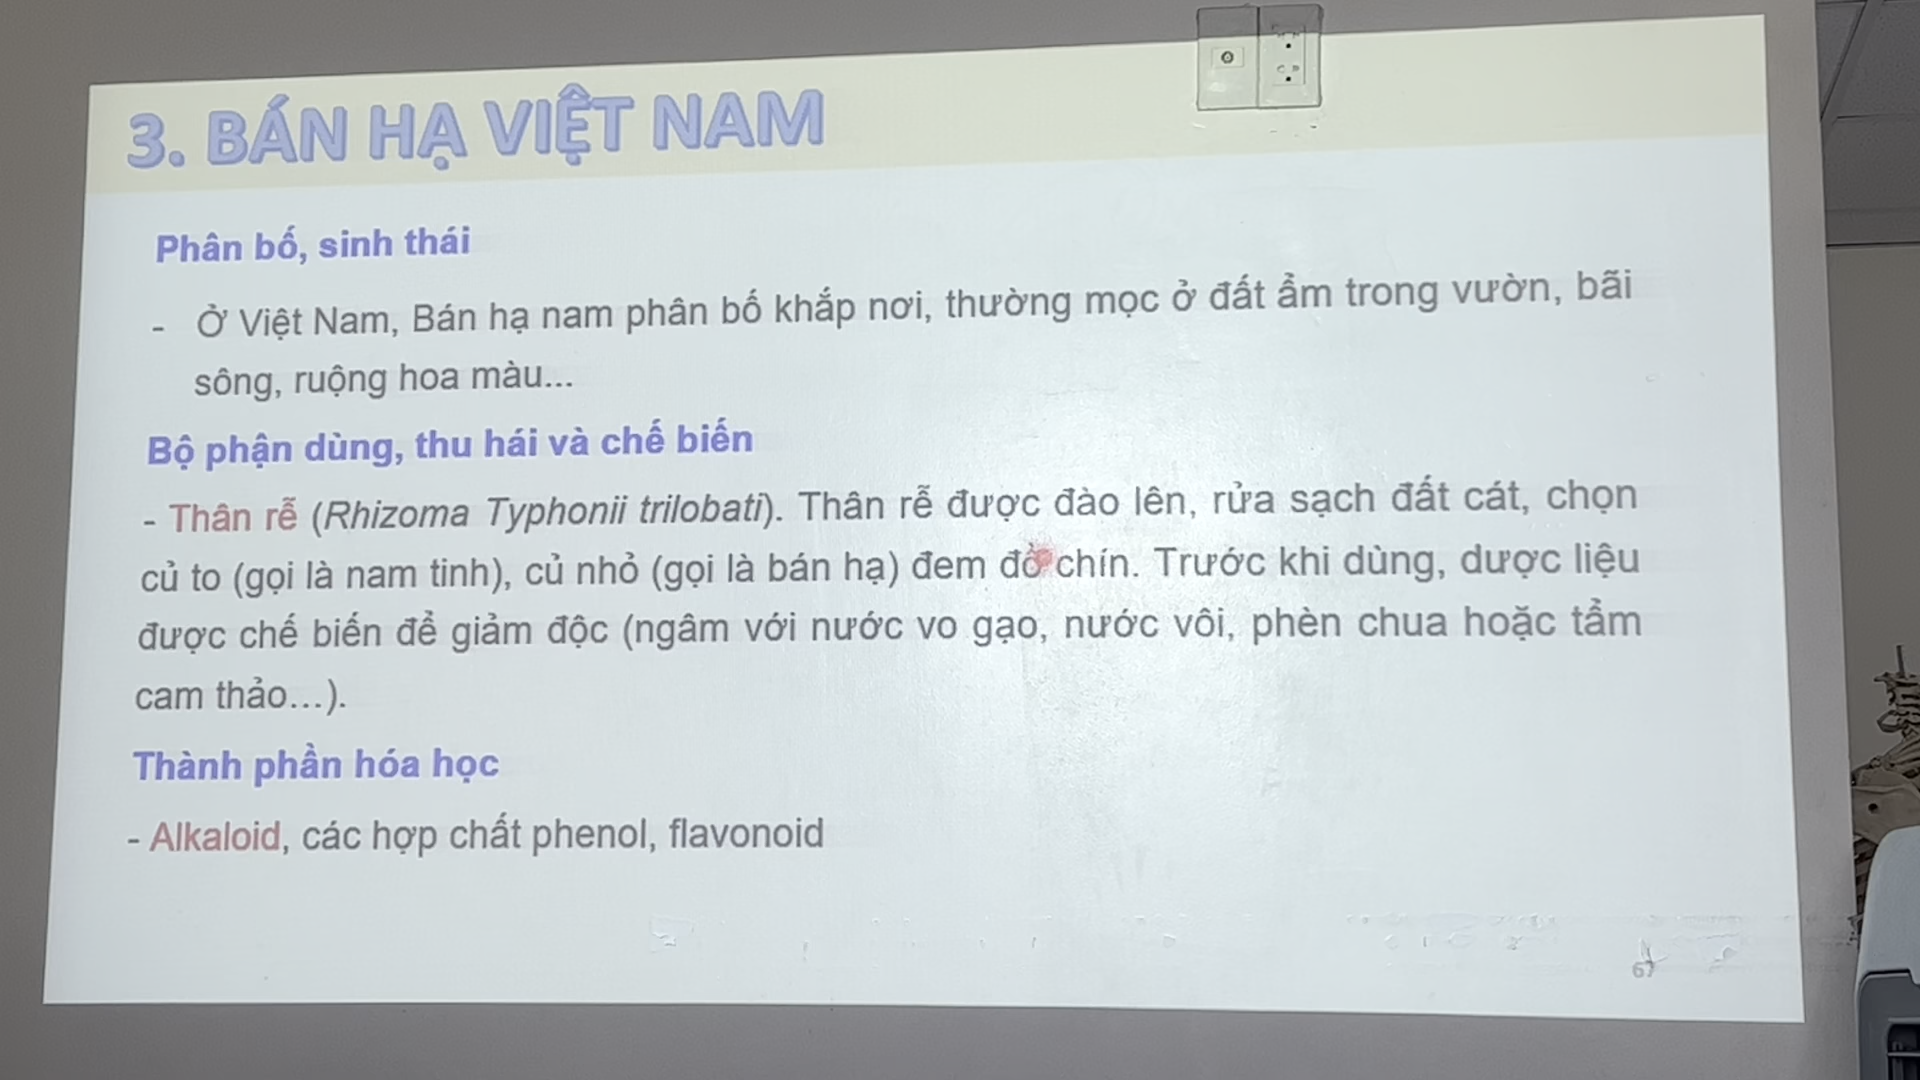 3. BÁN HẠ VIỆT NAM
Phân bố, sinh thái
- Ở Việt Nam, Bán hạ nam phân bố khắp nơi, thường mọc ở đất ẩm trong vườn, bãi
sông, ruộng hoa màu...
Bộ phận dùng, thu hái và chế biến
- Thân rễ (Rhizoma Typhonii trilobati). Thân rễ được đào lên, rửa sạch đất cát, chọn
củ to (gọi là nam tinh), củ nhỏ (gọi là bán hạ) đem đồ chín. Trước khi dùng, dược liệu
được chế biến để giảm độc (ngâm với nước vo gạo, nước vôi, phèn chua hoặc tẩm
cam thảo...).
Thành phần hóa học
- Alkaloid, các hợp chất phenol, flavonoid
67